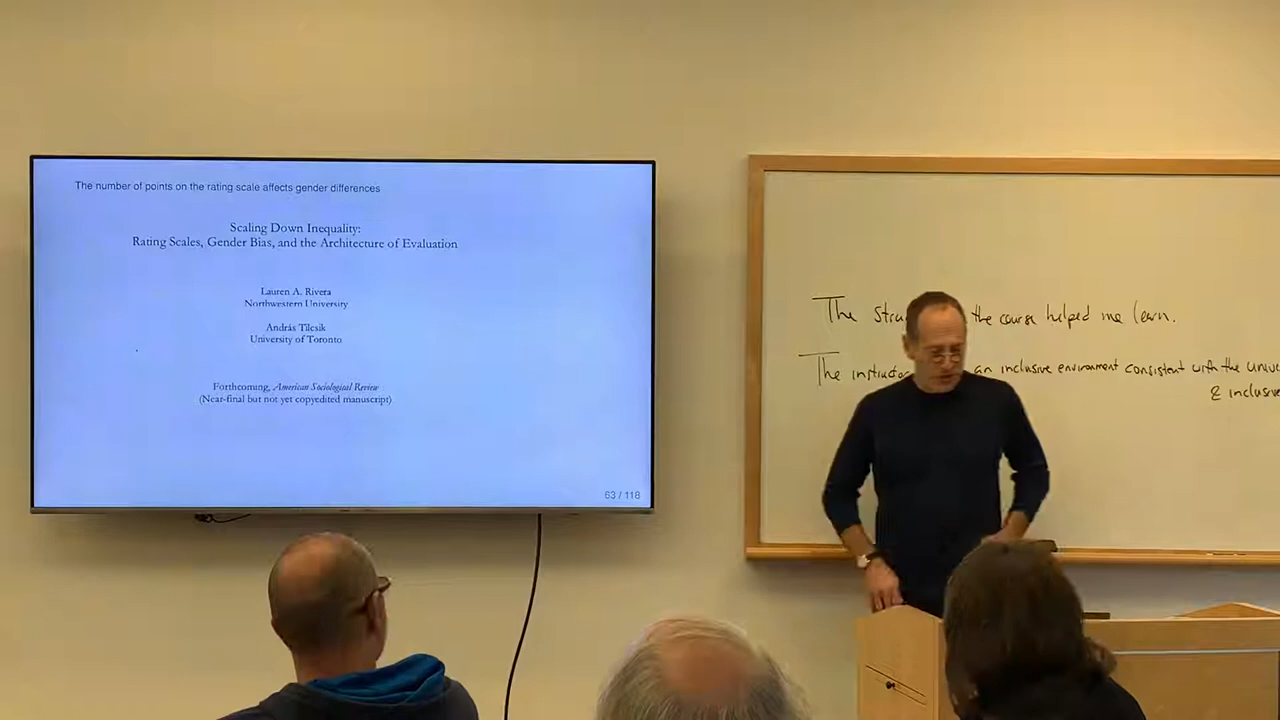 The number of points on the rating scale affects gender differences
Scaling Down Inequality:
Rating Scales, Gender Bias, and the Architecture of Evaluation
Lauren A. Rivera
Northwestern University
András Tilcsik
University of Toronto
Forthcoming, American Sociological Review
(Near-final but not yet copyedited manuscript)
63 / 118
The the course helped me learn.
The an inclusive environment consistent with the
& inclusive